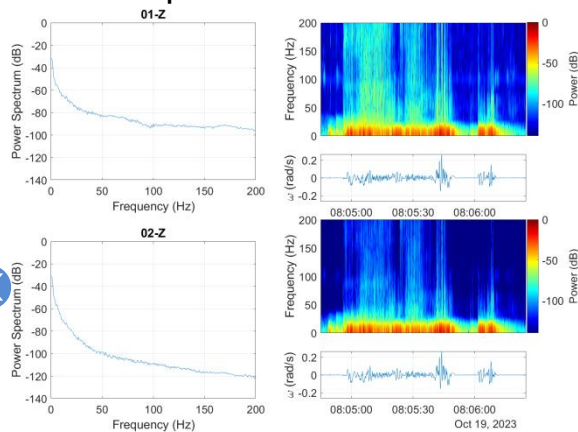 01-Z
0
-20
-40
-60
-80
-100
-120
-140
Power Spectrum (dB)
0 50 100 150 200
Frequency (Hz)
200
150
100
50
0
Frequency (Hz)
0
-50
-100
Power (dB)
0.2
0
-0.2
ω (rad/s)
08:05:00 08:05:30 08:06:00
02-Z
0
-20
-40
-60
-80
-100
-120
-140
Power Spectrum (dB)
0 50 100 150 200
Frequency (Hz)
200
150
100
50
0
Frequency (Hz)
0
-50
-100
Power (dB)
0.2
0
-0.2
ω (rad/s)
08:05:00 08:05:30 08:06:00
Oct 19, 2023